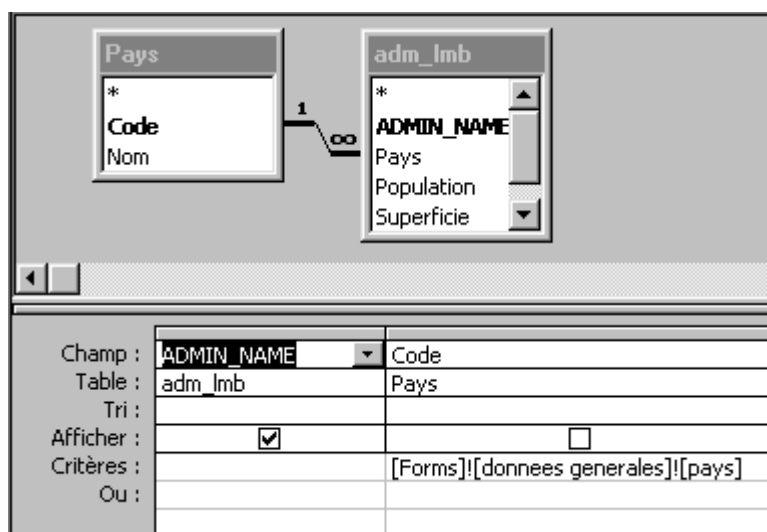 Pays
*
Code
Nom
1
∞
adm_lmb
*
ADMIN_NAME
Pays
Population
Superficie
Champ : ADMIN_NAME Code
Table : adm_lmb Pays
Tri :
Afficher :
Critères : [Forms]![donnees generales]![pays]
Ou :